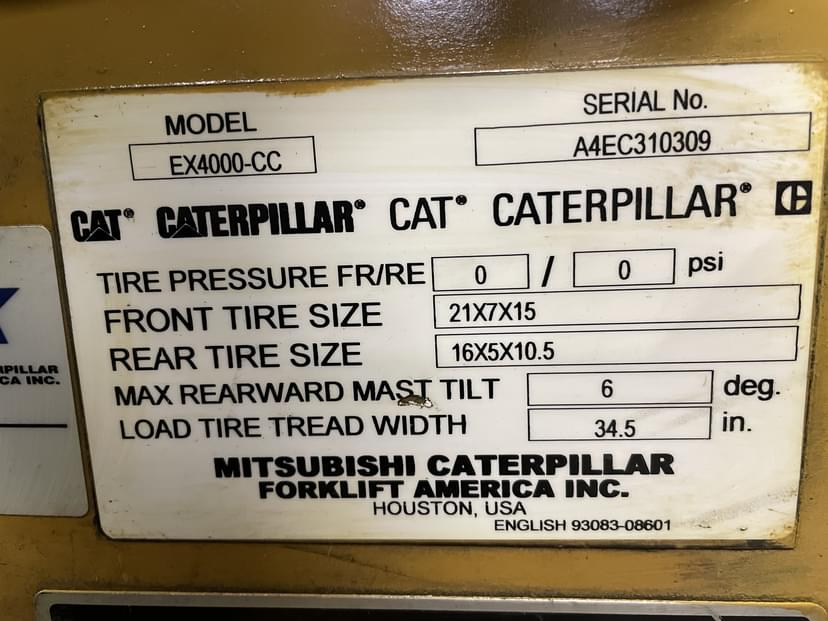 MODEL
EX4000-CC
SERIAL No.
A4EC310309
CAT® CATERPILLAR® CAT® CATERPILLAR®
TIRE PRESSURE FR/RE 0 / 0 psi
FRONT TIRE SIZE 21X7X15
REAR TIRE SIZE 16X5X10.5
MAX REARWARD MAST TILT 6 deg.
LOAD TIRE TREAD WIDTH 34.5 in.
MITSUBISHI CATERPILLAR
FORKLIFT AMERICA INC.
HOUSTON, USA
ENGLISH 93083-08601
INC.